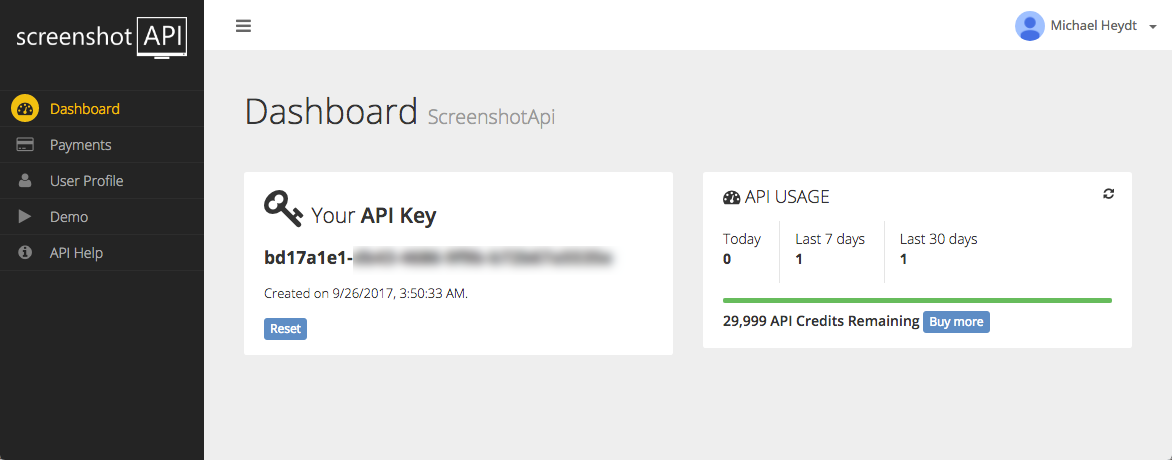 screenshot API
Michael Heydt
Dashboard
Payments
User Profile
Demo
API Help
Dashboard ScreenshotApi
Your API Key
bd17a1e1-
Created on 9/26/2017, 3:50:33 AM.
Reset
API USAGE
Today
0
Last 7 days
1
Last 30 days
1
29,999 API Credits Remaining Buy more